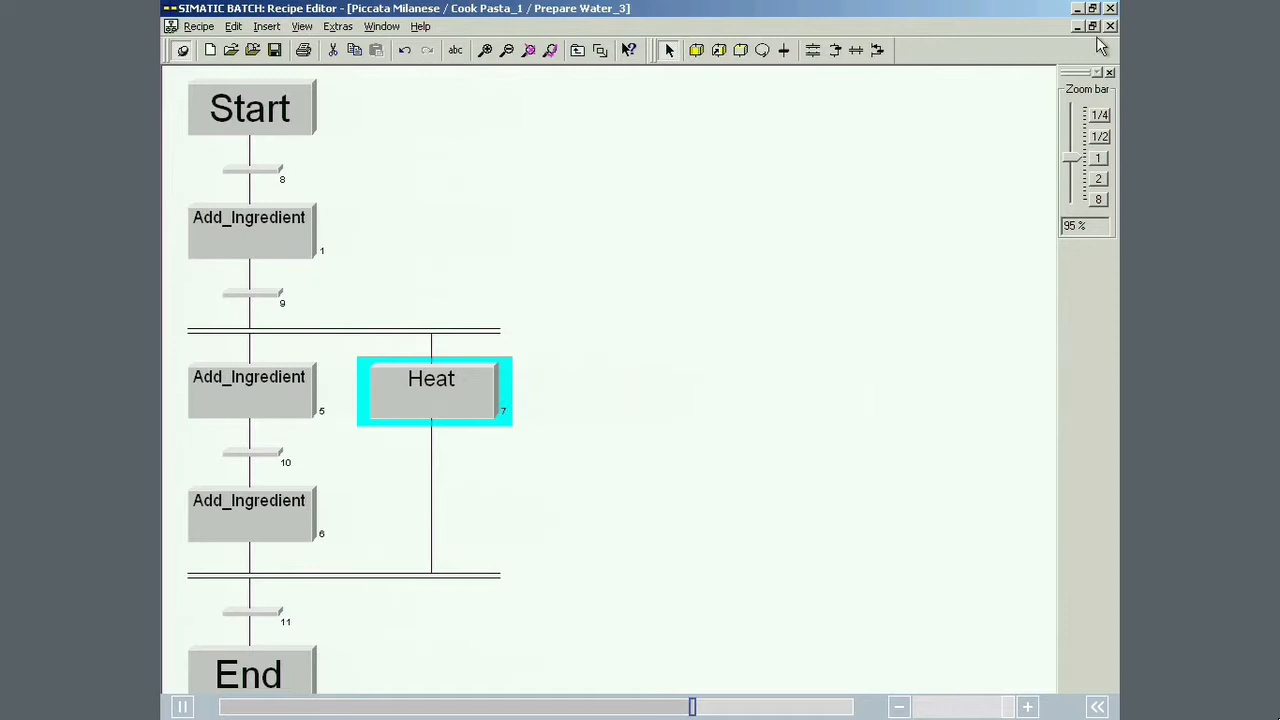 SIMATIC BATCH: Recipe Editor - [Piccata Milanese / Cook Pasta_1 / Prepare Water_3]
Recipe Edit Insert View Extras Window Help
abc
Zoom bar
1/4
1/2
1
2
8
95 %
Start
8
Add_Ingredient
1
9
Add_Ingredient
5
Heat
7
10
Add_Ingredient
6
11
End